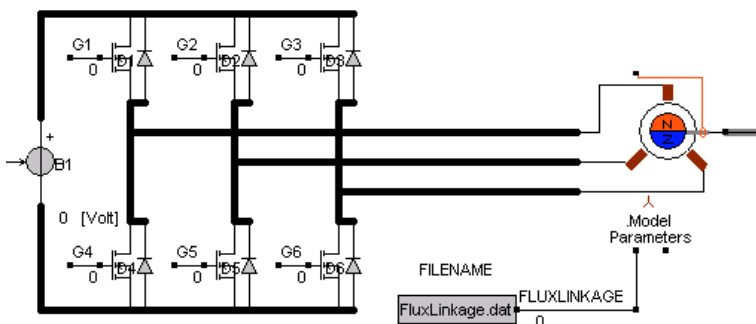 G1 G2 G3
0 D1 0 D2 0 D3
N
Z
+
B1
0 [Volt]
G4 G5 G6
0 D4 0 D5 0 D6
.Model
Parameters
FILENAME
FluxLinkage.dat FLUXLINKAGE
0